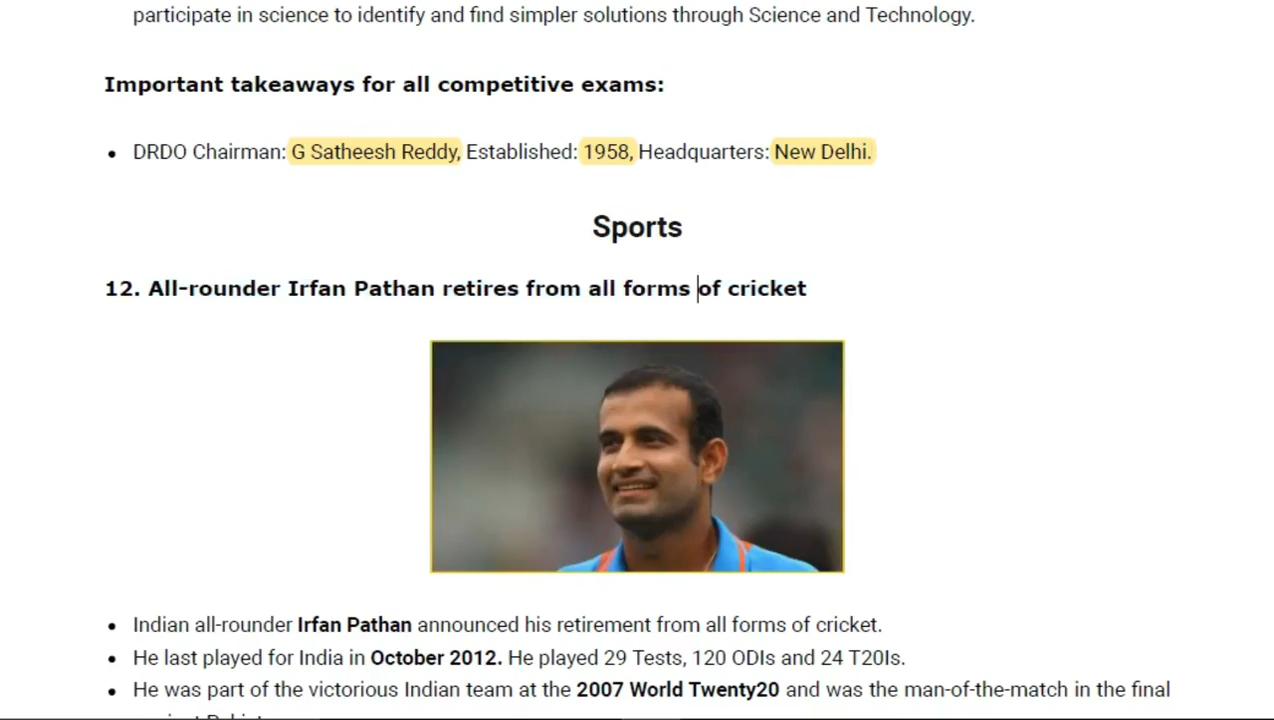 participate in science to identify and find simpler solutions through Science and Technology.
Important takeaways for all competitive exams:
• DRDO Chairman: G Satheesh Reddy, Established: 1958, Headquarters: New Delhi.
Sports
12. All-rounder Irfan Pathan retires from all forms of cricket
• Indian all-rounder Irfan Pathan announced his retirement from all forms of cricket.
• He last played for India in October 2012. He played 29 Tests, 120 ODIs and 24 T20Is.
• He was part of the victorious Indian team at the 2007 World Twenty20 and was the man-of-the-match in the final